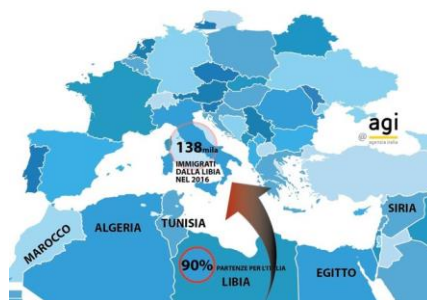 agi
agenzia italia
138mila
IMMIGRATI
DALLA LIBIA
NEL 2016
SIRIA
TUNISIA
ALGERIA
MAROCCO
90% PARTENZE PER L'ITALIA
LIBIA
EGITTO